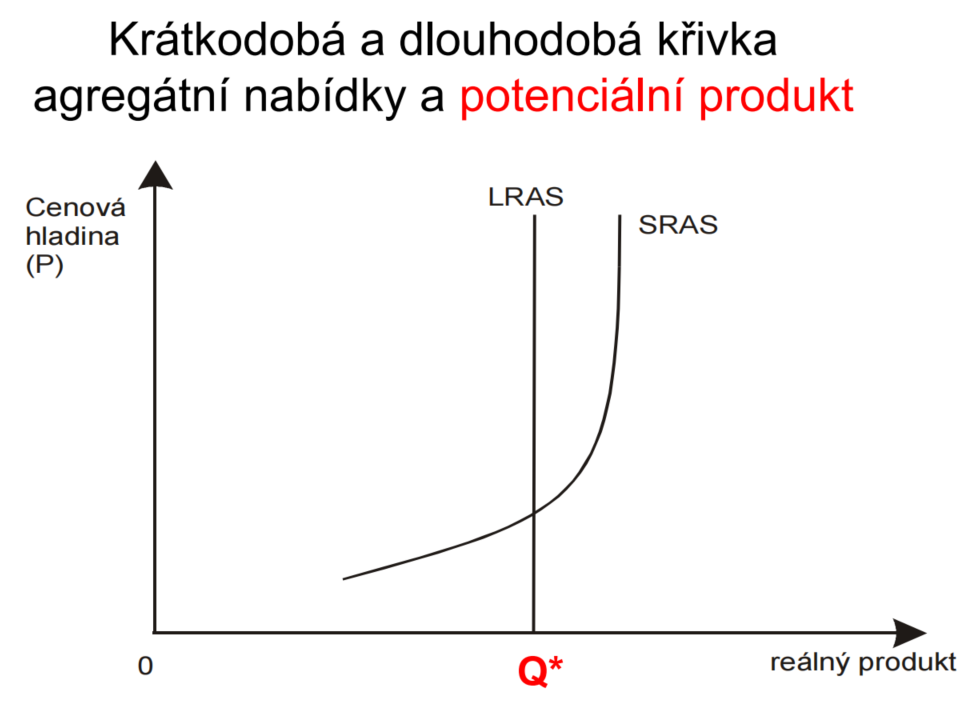 Krátkodobá a dlouhodobá křivka
agregátní nabídky a potenciální produkt
Cenová
hladina
(P)
LRAS
SRAS
0
Q*
reálný produkt